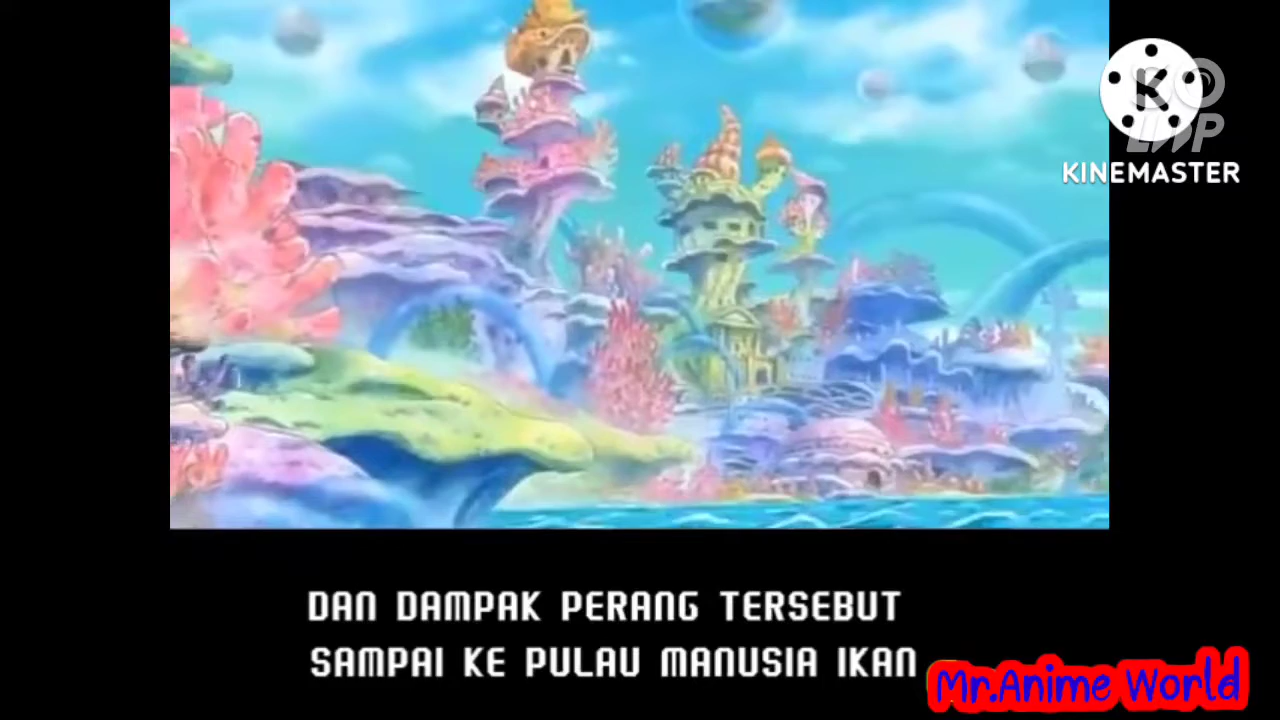 KINEMASTER
DAN DAMPAK PERANG TERSEBUT
SAMPAI KE PULAU MANUSIA IKAN
Mr.Anime World